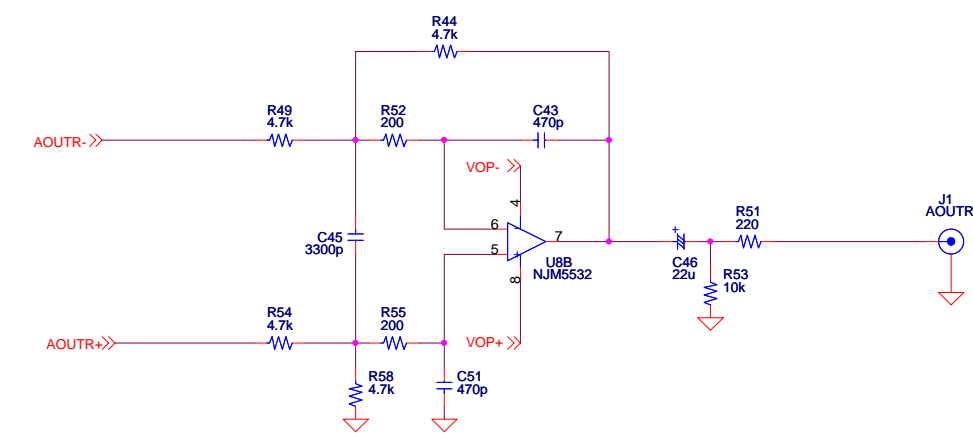 R44
4.7k
R49
4.7k
R52
200
C43
470p
AOUTR-
VOP-
4
6
5
7
8
U8B
NJM5532
C45
3300p
+
C46
22u
R53
10k
R51
220
J1
AOUTR
R54
4.7k
R55
200
AOUTR+
VOP+
R58
4.7k
C51
470p